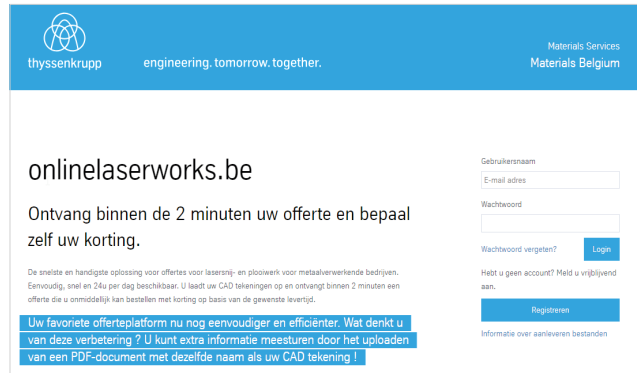 thyssenkrupp
engineering. tomorrow. together.
Materials Services
Materials Belgium
onlinelaserworks.be
Ontvang binnen de 2 minuten uw offerte en bepaal
zelf uw korting.
De snelste en handigste oplossing voor offertes voor lasersnij- en plooiwerk voor metaalverwerkende bedrijven.
Eenvoudig, snel en 24u per dag beschikbaar. U laadt uw CAD tekeningen op en ontvangt binnen 2 minuten een
offerte die u onmiddellijk kan bestellen met korting op basis van de gewenste levertijd.
Uw favoriete offerteplatform nu nog eenvoudiger en efficiënter. Wat denkt u
van deze verbetering ? U kunt extra informatie meesturen door het uploaden
van een PDF-document met dezelfde naam als uw CAD tekening !
Gebruikersnaam
E-mail adres
Wachtwoord
Wachtwoord vergeten?
Login
Hebt u geen account? Meld u vrijblijvend
aan.
Registreren
Informatie over aanleveren bestanden